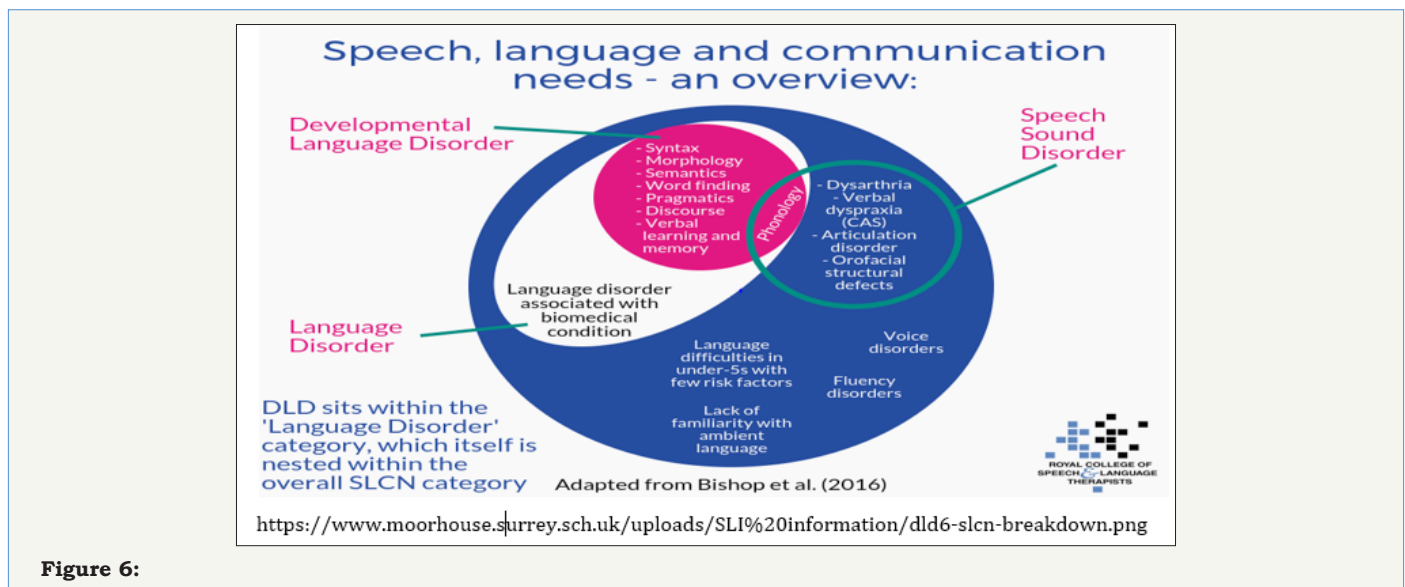 Speech, language and communication
needs - an overview:
Developmental
Language Disorder
Speech
Sound
Disorder
- Syntax
- Morphology
- Semantics
- Word finding
- Pragmatics
- Discourse
- Verbal
learning and
memory
Phonology
- Dysarthria
- Verbal
dyspraxia
(CAS)
- Articulation
disorder
- Orofacial
structural
defects
Language disorder
associated with
biomedical
condition
Language
Disorder
Language
difficulties in
under-5s with
few risk factors
Voice
disorders
Fluency
disorders
Lack of
familiarity with
ambient
language
DLD sits within the
'Language Disorder'
category, which itself is
nested within the
overall SLCN category
Adapted from Bishop et al. (2016)
ROYAL COLLEGE OF
SPEECH & LANGUAGE
THERAPISTS
https://www.moorhouse.surrey.sch.uk/uploads/SLI%20information/dld6-slcn-breakdown.png
Figure 6: